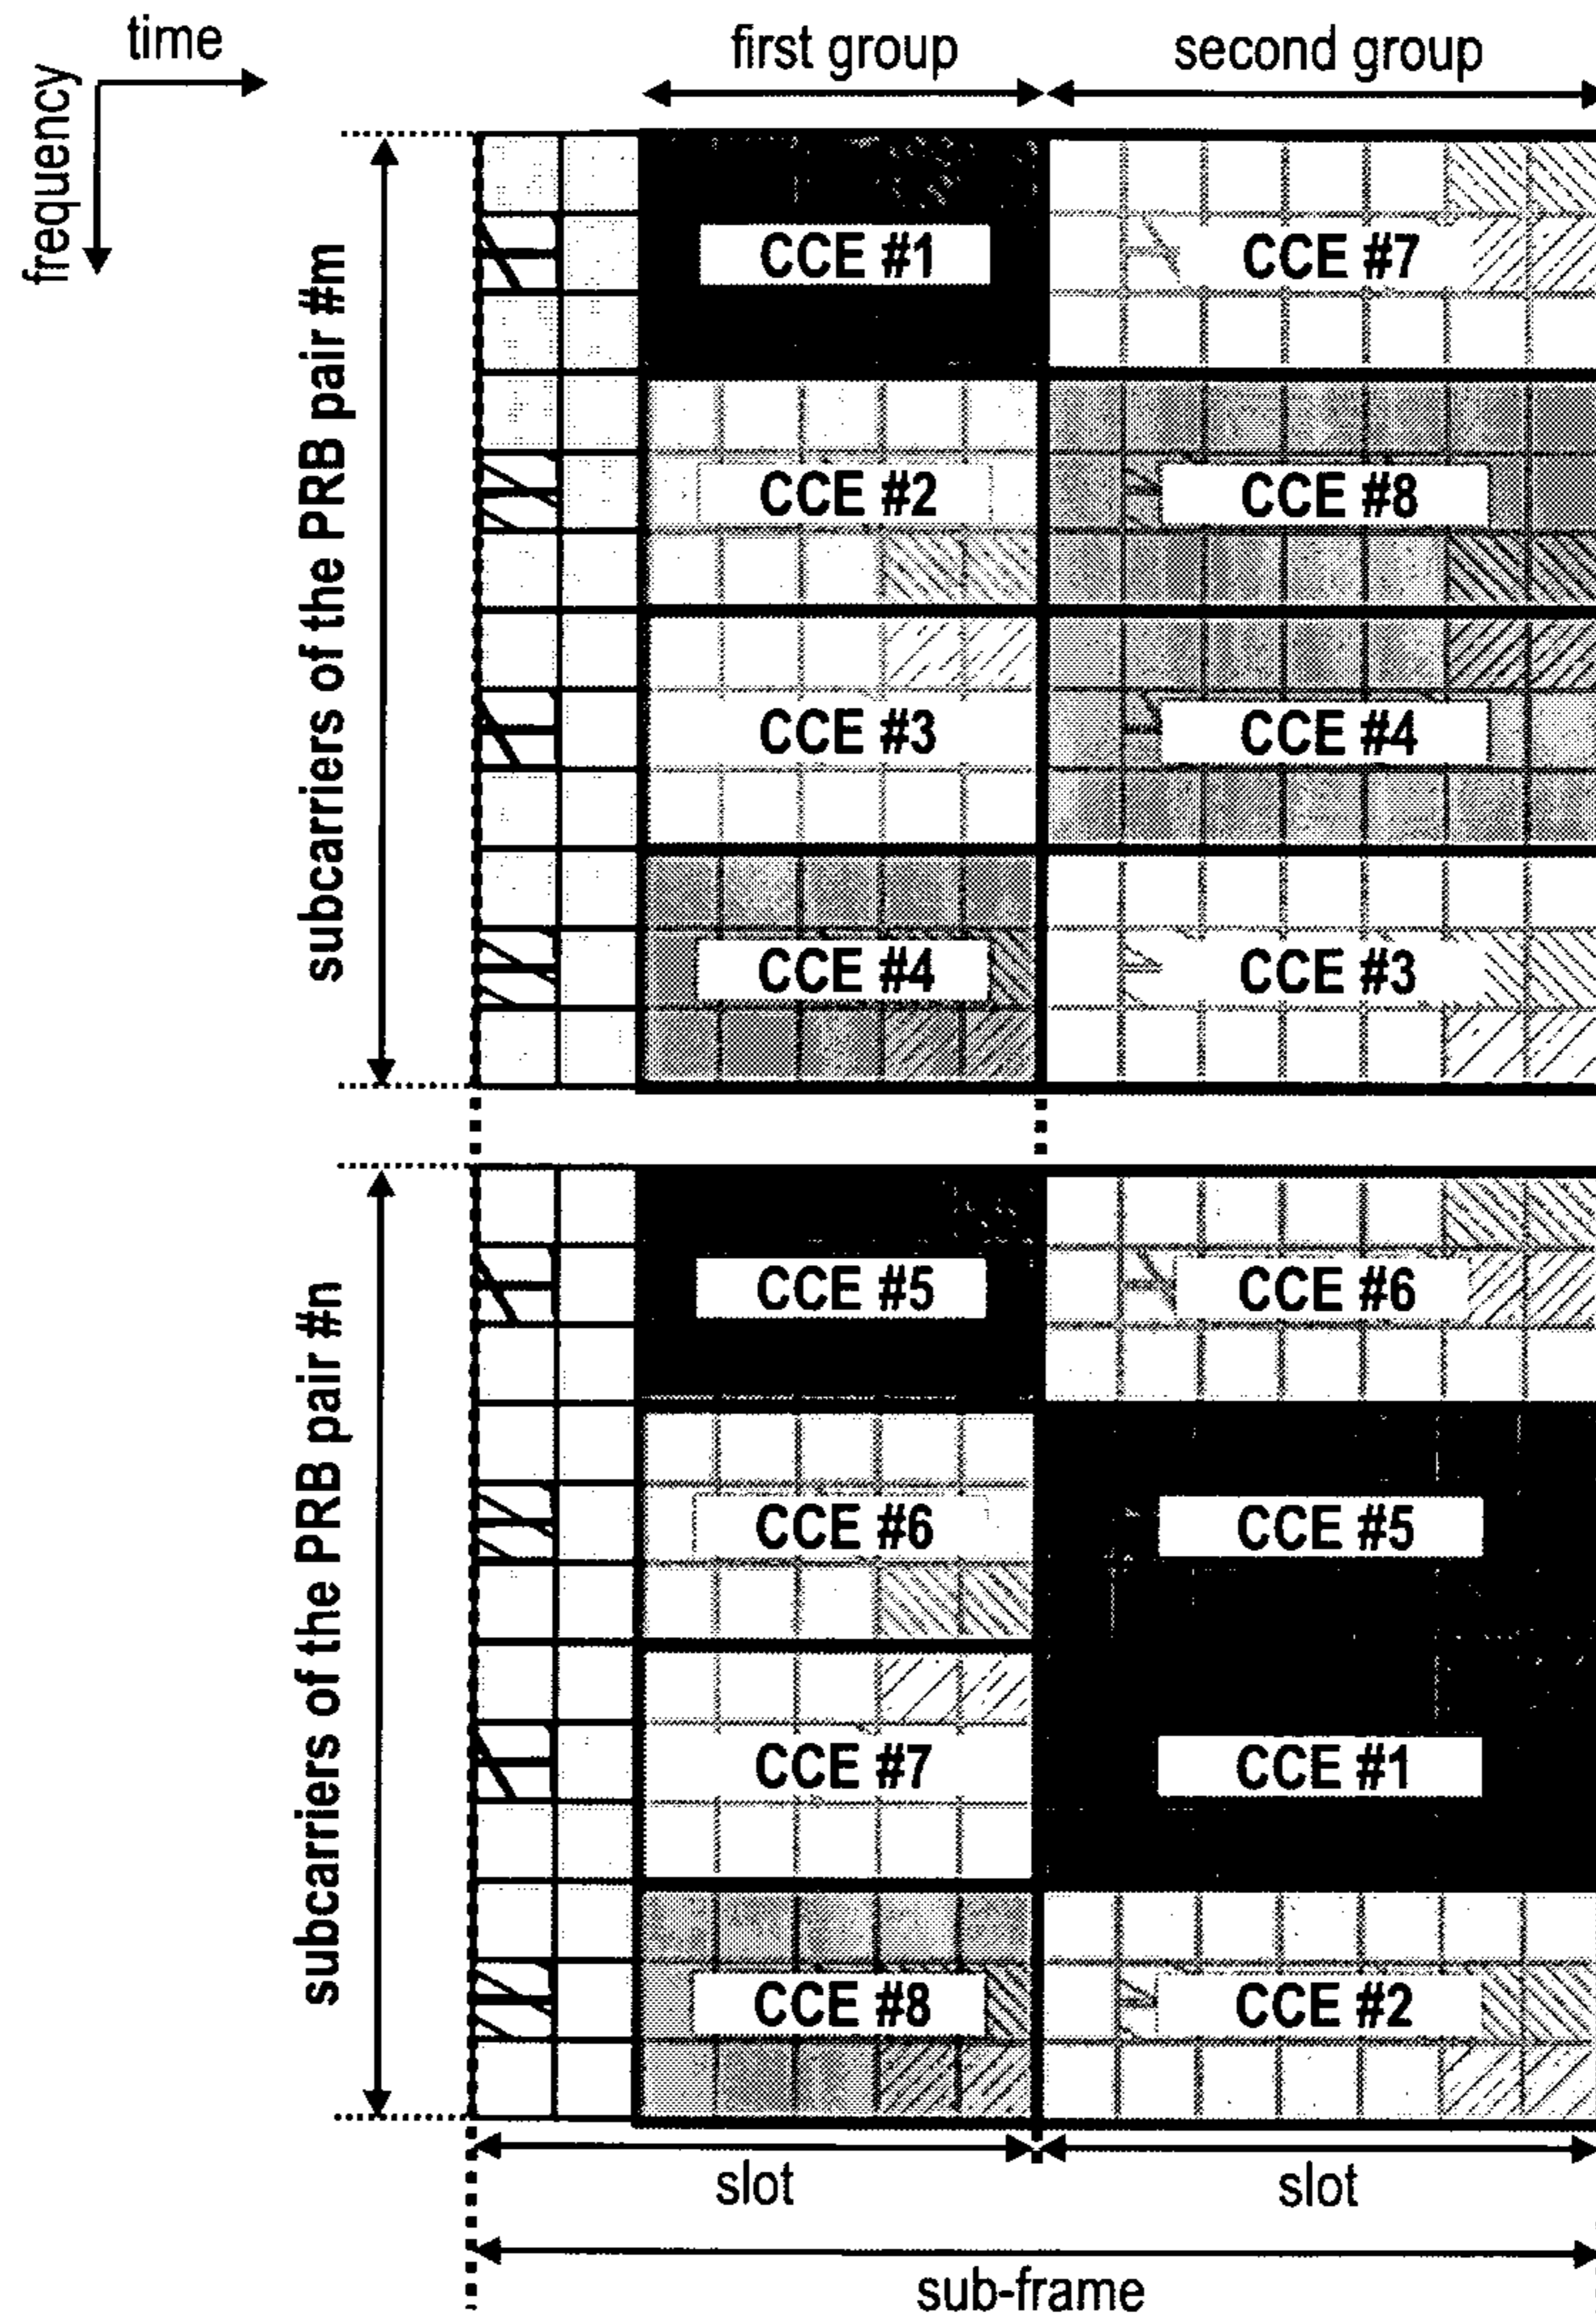 time
first group
second group
frequency
subcarriers of the PRB pair #m
CCE #1
CCE #7
CCE #2
CCE #8
CCE #3
CCE #4
CCE #4
CCE #3
subcarriers of the PRB pair #n
CCE #5
CCE #6
CCE #6
CCE #5
CCE #7
CCE #1
CCE #8
CCE #2
slot
slot
sub-frame